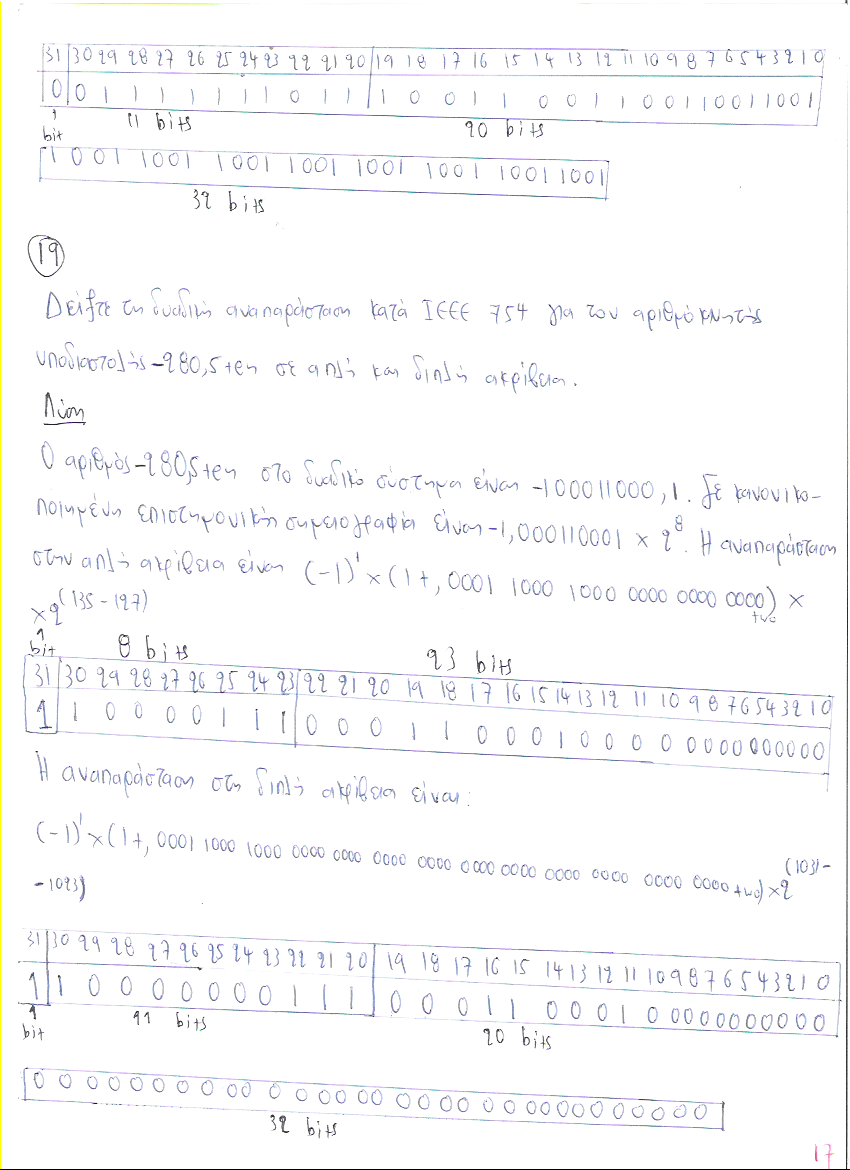 31 30 29 28 27 26 25 24 23 22 21 20 19 18 17 16 15 14 13 12 11 10 9 8 7 6 5 4 3 2 1 0
0 0 1 1 1 1 1 1 1 0 1 1 1 0 0 1 1 0 0 1 1 0 0 1 1 0 0 1 1 0 0 1
1 bit 11 bits 20 bits
1001 1001 1001 1001 1001 1001 1001 1001
32 bits
19
Δείξτε τη δυαδική αναπαράσταση κατά IEEE 754 για τον αριθμό κινητής
υποδιαστολής -280,5 ten σε απλή και διπλή ακρίβεια.
Λύση
Ο αριθμός -280,5 ten στο δυαδικό σύστημα είναι -100011000,1. Σε κανονικο-
ποιημένη επιστημονική σημειογραφία είναι -1,000110001 × 2^8. Η αναπαράσταση
στην απλή ακρίβεια είναι (-1)^1 × (1+,0001 1000 1000 0000 0000 0000)two ×
×2^(135-127)
1 bit 8 bits 23 bits
31 30 29 28 27 26 25 24 23 22 21 20 19 18 17 16 15 14 13 12 11 10 9 8 7 6 5 4 3 2 1 0
1 1 0 0 0 0 1 1 1 0 0 0 1 1 0 0 0 1 0 0 0 0 0 0 0 0 0 0 0 0 0 0
Η αναπαράσταση στη διπλή ακρίβεια είναι:
(-1)^1 × (1+,0001 1000 1000 0000 0000 0000 0000 0000 0000 0000 0000 0000 0000 two) × 2^(1031-
-1023)
31 30 29 28 27 26 25 24 23 22 21 20 19 18 17 16 15 14 13 12 11 10 9 8 7 6 5 4 3 2 1 0
1 1 0 0 0 0 0 0 0 1 1 1 0 0 0 1 1 0 0 0 1 0 0 0 0 0 0 0 0 0 0 0
1 bit 11 bits 20 bits
0 0 0 0 0 0 0 0 0 0 0 0 0 0 0 0 0 0 0 0 0 0 0 0 0 0 0 0 0 0 0 0
32 bits
17